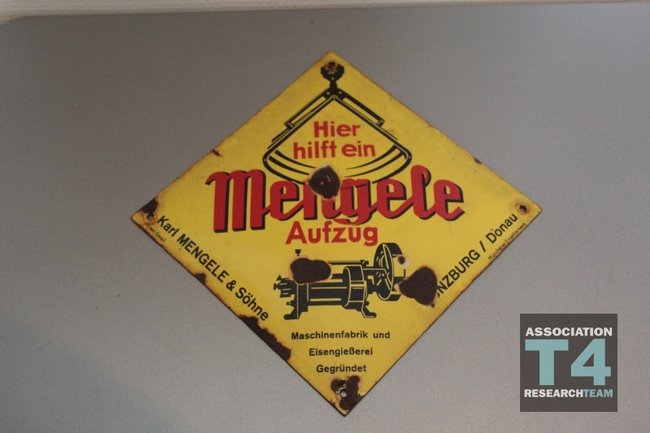 Hier
hilft ein
Mengele
Aufzug
Karl MENGELE & Söhne
NZBURG / Donau
Maschinenfabrik und
Eisengießerei
Gegründet
ASSOCIATION
T4
RESEARCHTEAM